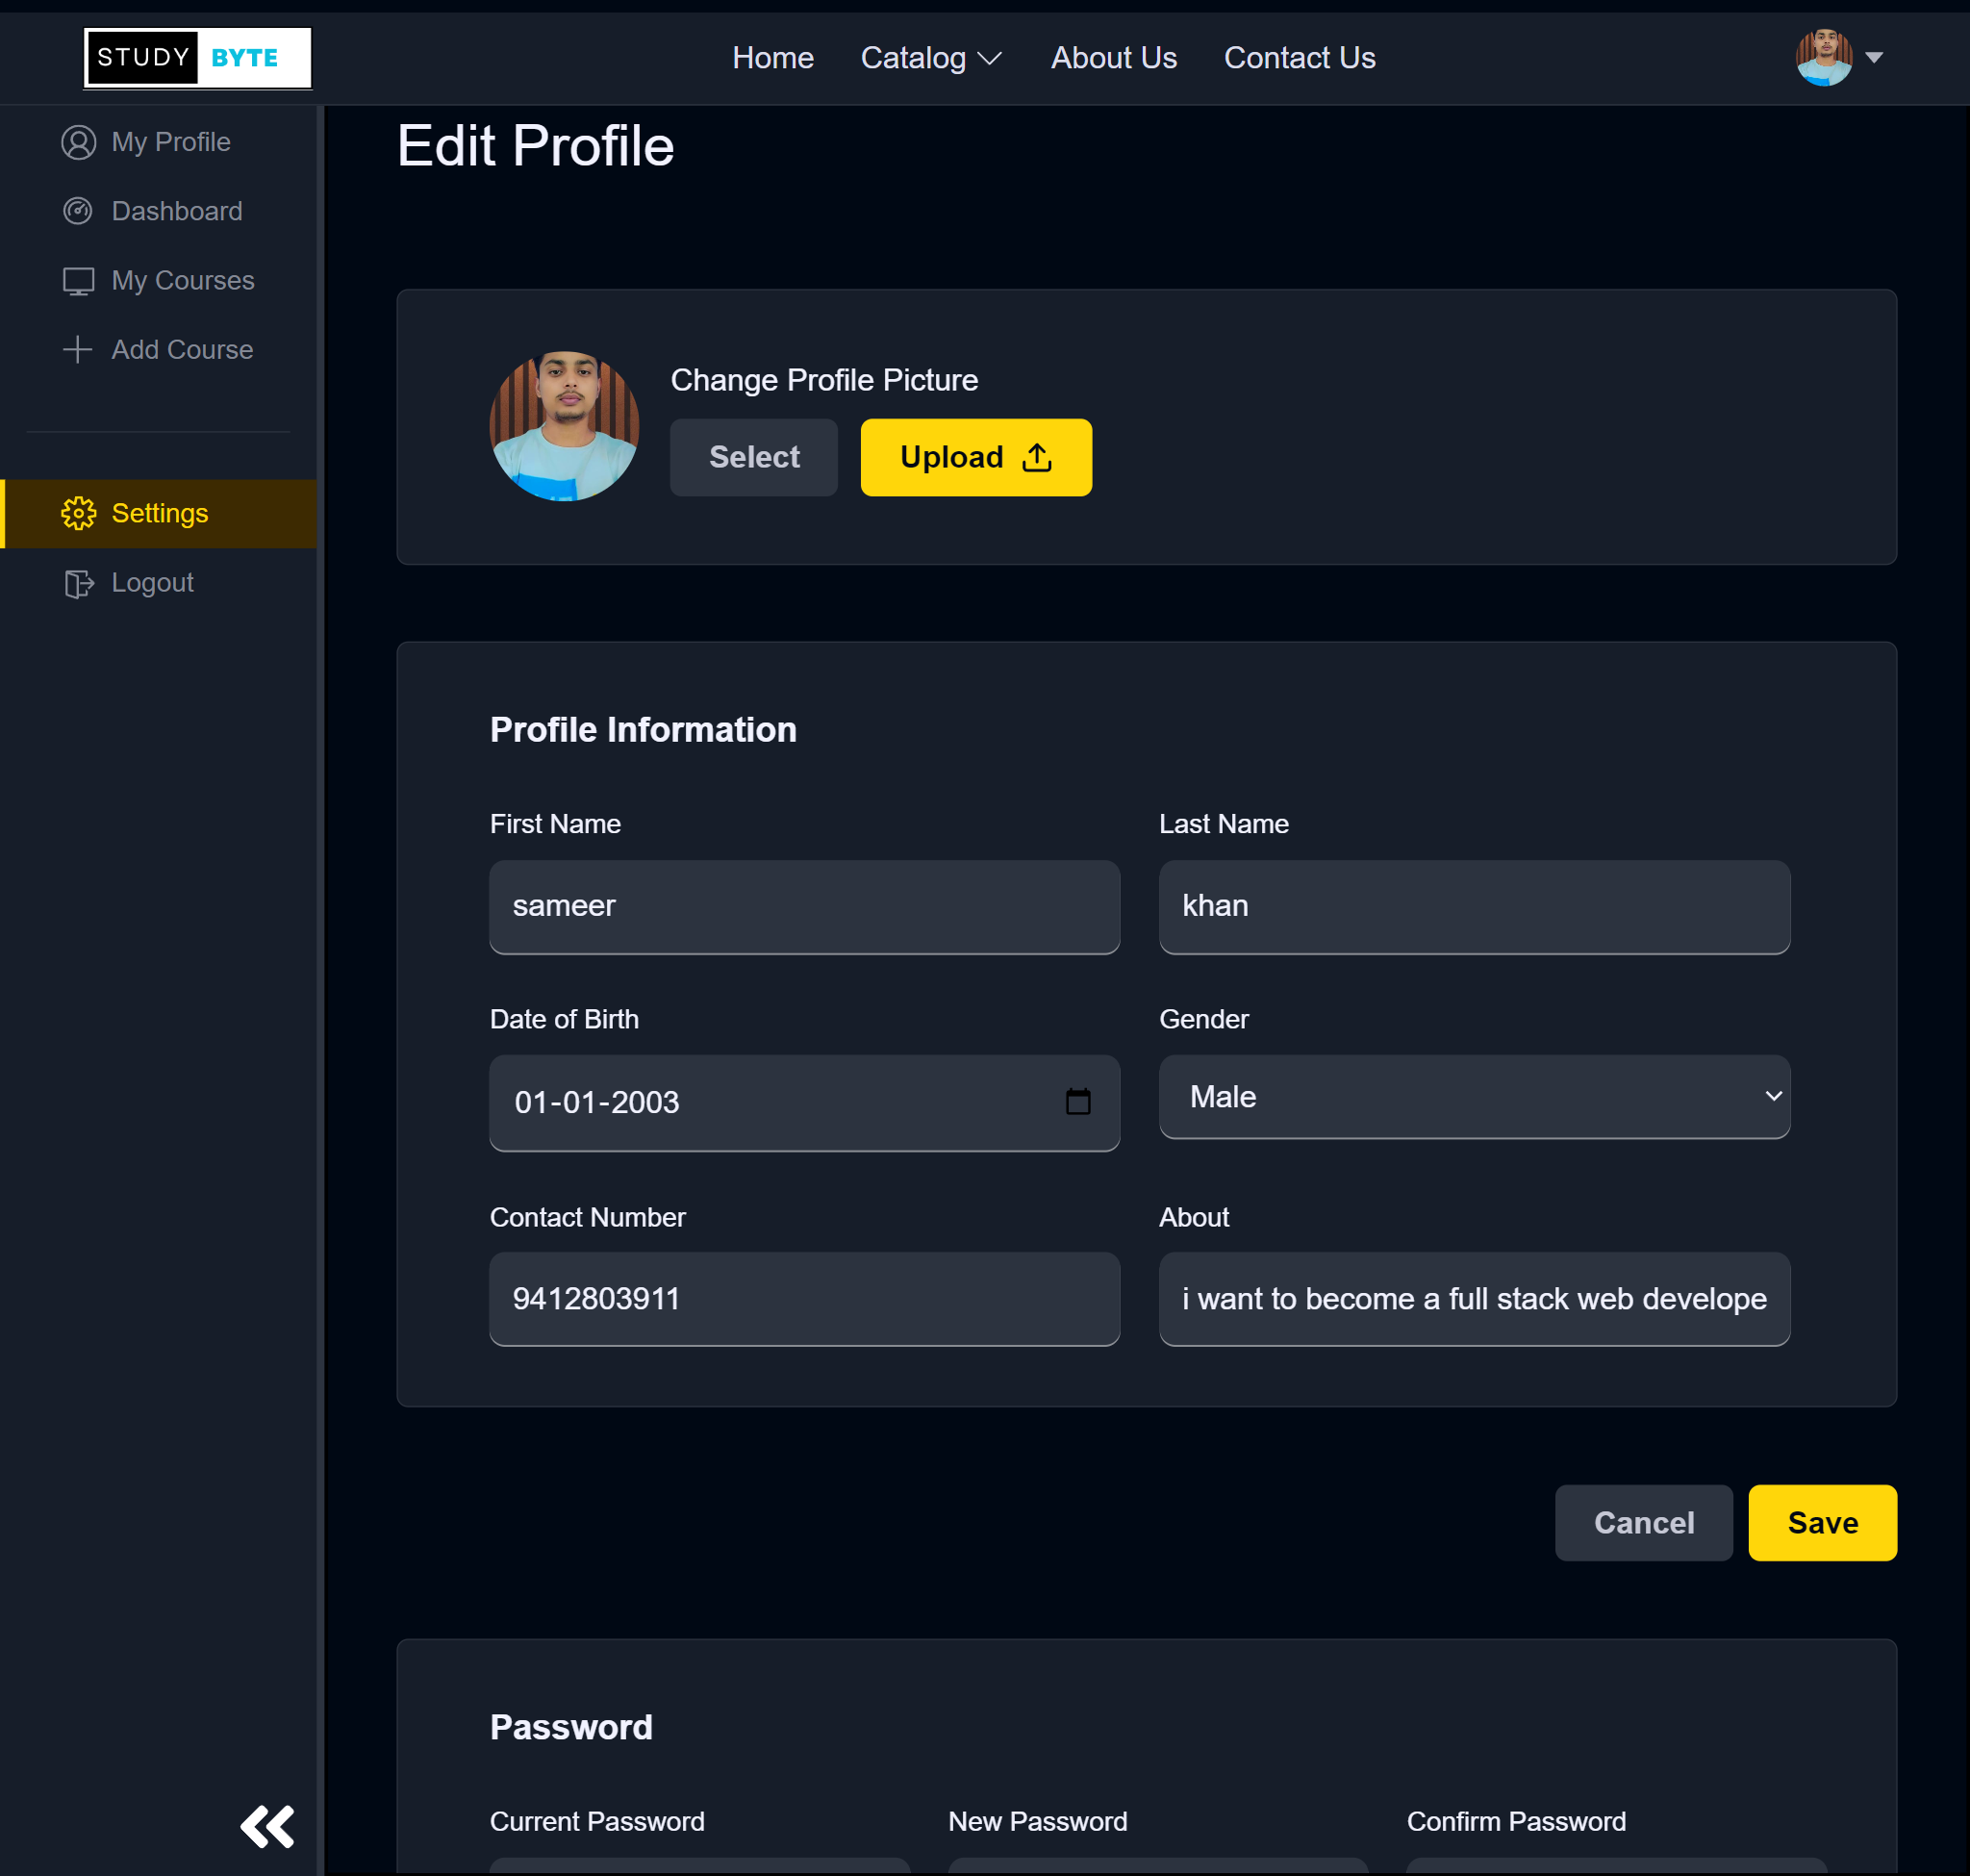 STUDY BYTE
Home Catalog About Us Contact Us
My Profile
Dashboard
My Courses
Add Course
Settings
Logout
Edit Profile
Change Profile Picture
Select Upload
Profile Information
First Name Last Name
sameer khan
Date of Birth Gender
01-01-2003 Male
Contact Number About
9412803911 i want to become a full stack web develope
Cancel Save
Password
Current Password New Password Confirm Password